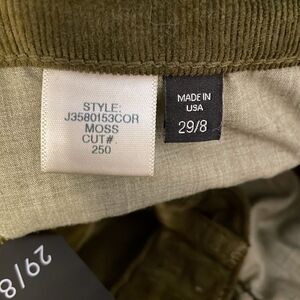 STYLE:
J3580153COR
MOSS
CUT#
250
MADE IN
USA
29/8
29/8